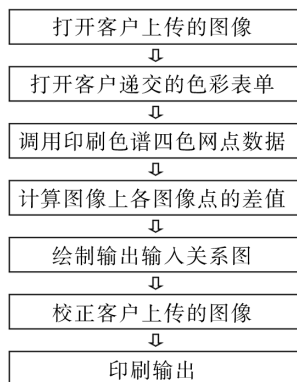 打开客户上传的图像
打开客户递交的色彩表单
调用印刷色谱四色网点数据
计算图像上各图像点的差值
绘制输出输入关系图
校正客户上传的图像
印刷输出